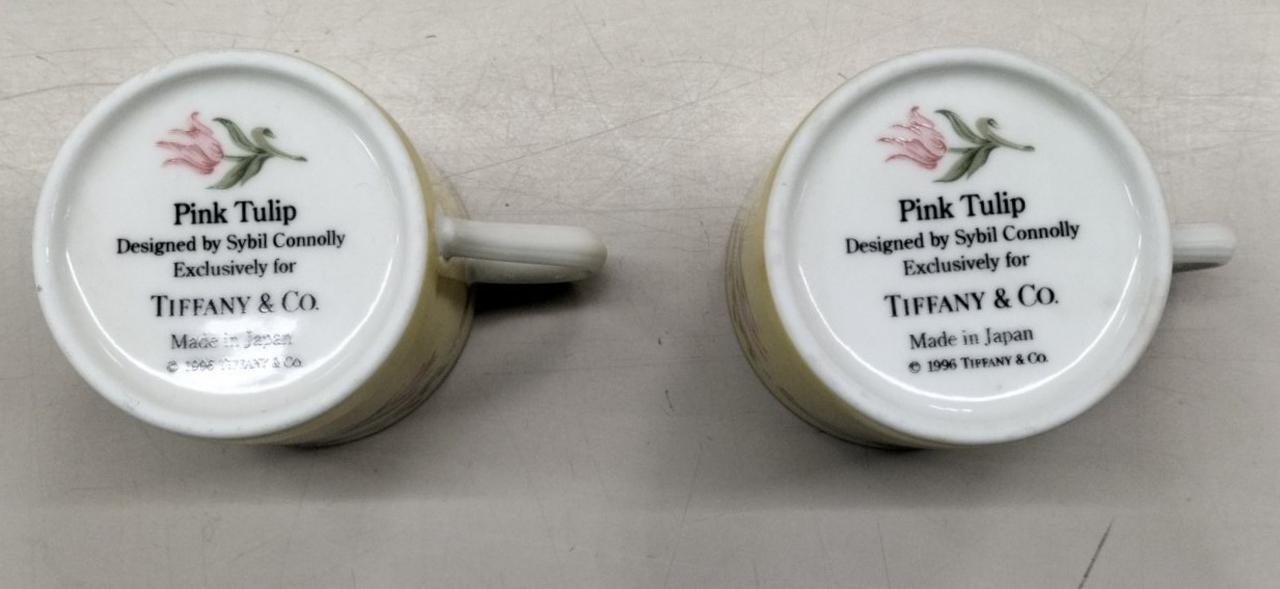 Pink Tulip
Designed by Sybil Connolly
Exclusively for
TIFFANY & CO.
Made in Japan
© 1996 TIFFANY & CO.
Pink Tulip
Designed by Sybil Connolly
Exclusively for
TIFFANY & CO.
Made in Japan
© 1996 TIFFANY & CO.